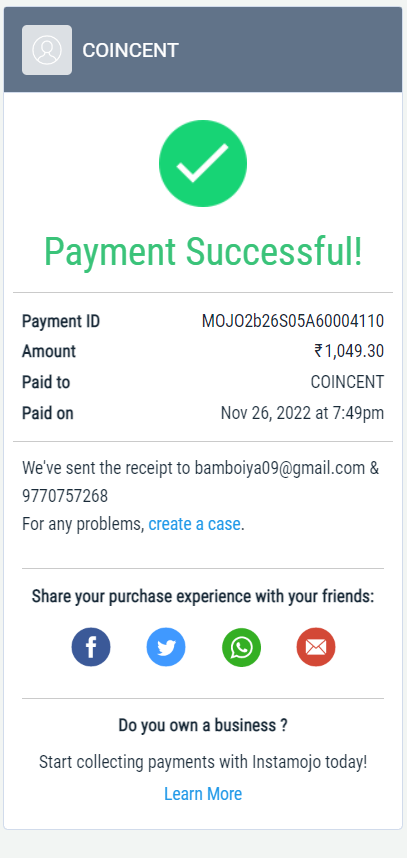 COINCENT
Payment Successful!
Payment ID MOJO2b26S05A60004110
Amount ₹1,049.30
Paid to COINCENT
Paid on Nov 26, 2022 at 7:49pm
We've sent the receipt to bamboiya09@gmail.com &
9770757268
For any problems, create a case.
Share your purchase experience with your friends:
Do you own a business ?
Start collecting payments with Instamojo today!
Learn More